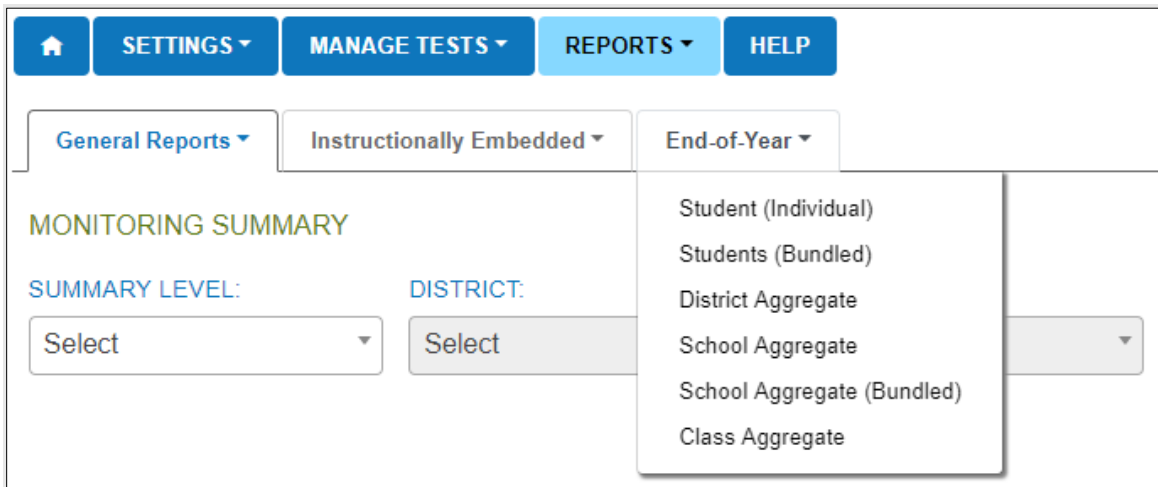 SETTINGS MANAGE TESTS REPORTS HELP
General Reports Instructionally Embedded End-of-Year
MONITORING SUMMARY
SUMMARY LEVEL: DISTRICT:
Select Select
Student (Individual)
Students (Bundled)
District Aggregate
School Aggregate
School Aggregate (Bundled)
Class Aggregate